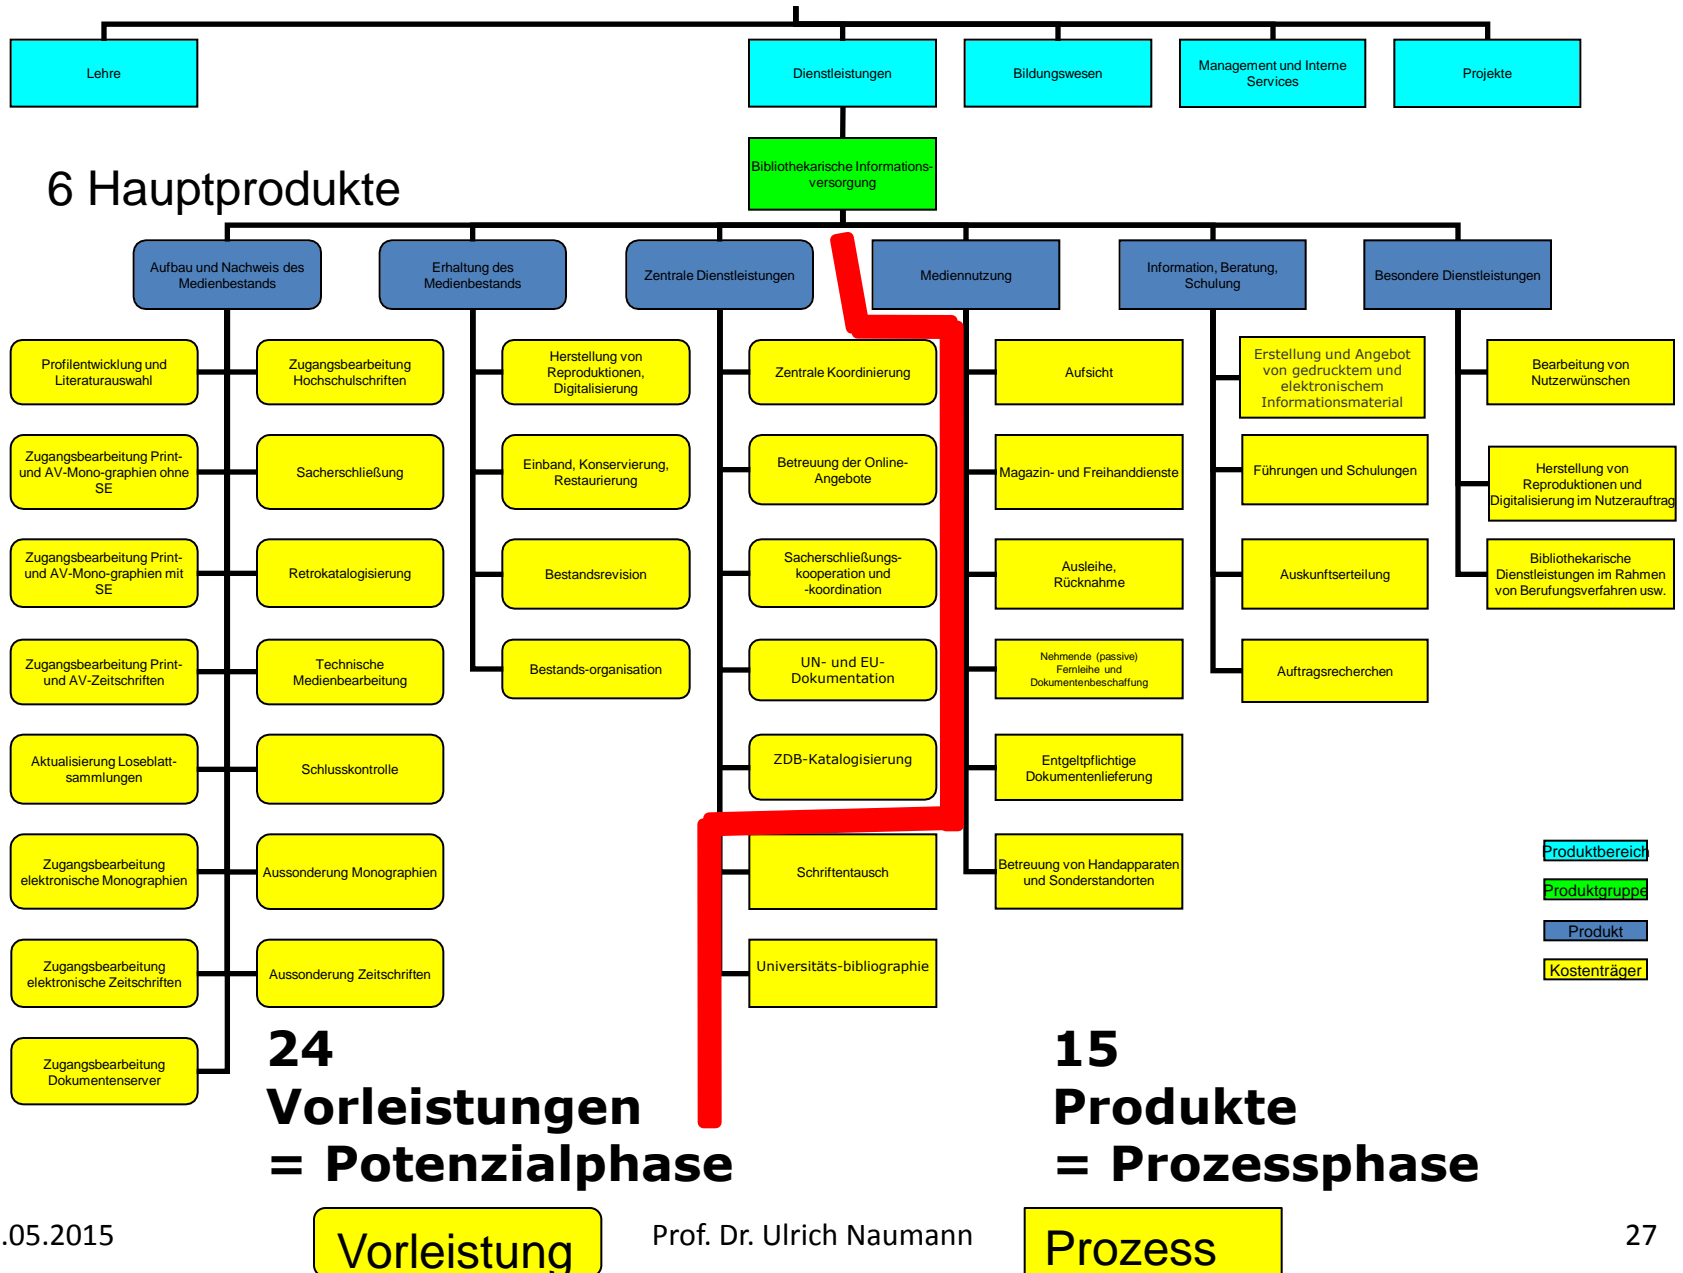 Lehre
Dienstleistungen
Bildungswesen
Management und Interne
Services
Projekte
Bibliothekarische Informations-
versorgung
6 Hauptprodukte
Aufbau und Nachweis des
Medienbestands
Erhaltung des
Medienbestands
Zentrale Dienstleistungen
Mediennutzung
Information, Beratung,
Schulung
Besondere Dienstleistungen
Profilentwicklung und
Literaturauswahl
Zugangsbearbeitung
Hochschulschriften
Herstellung von
Reproduktionen,
Digitalisierung
Zentrale Koordinierung
Aufsicht
Erstellung und Angebot
von gedrucktem und
elektronischem
Informationsmaterial
Bearbeitung von
Nutzerwünschen
Zugangsbearbeitung Print-
und AV-Mono-graphien ohne
SE
Sacherschließung
Einband, Konservierung,
Restaurierung
Betreuung der Online-
Angebote
Magazin- und Freihanddienste
Führungen und Schulungen
Herstellung von
Reproduktionen und
Digitalisierung im Nutzerauftrag
Zugangsbearbeitung Print-
und AV-Mono-graphien mit
SE
Retrokatalogisierung
Bestandsrevision
Sacherschließungs-
kooperation und
-koordination
Ausleihe,
Rücknahme
Auskunftserteilung
Bibliothekarische
Dienstleistungen im Rahmen
von Berufungsverfahren usw.
Zugangsbearbeitung Print-
und AV-Zeitschriften
Technische
Medienbearbeitung
Bestands-organisation
UN- und EU-
Dokumentation
Nehmende (passive)
Fernleihe und
Dokumentenbeschaffung
Auftragsrecherchen
Aktualisierung Loseblatt-
sammlungen
Schlusskontrolle
ZDB-Katalogisierung
Entgeltpflichtige
Dokumentenlieferung
Zugangsbearbeitung
elektronische Monographien
Aussonderung Monographien
Schriftentausch
Betreuung von Handapparaten
und Sonderstandorten
Zugangsbearbeitung
elektronische Zeitschriften
Aussonderung Zeitschriften
Universitäts-bibliographie
Zugangsbearbeitung
Dokumentenserver
Produktbereich
Produktgruppe
Produkt
Kostenträger
24
Vorleistungen
= Potenzialphase
15
Produkte
= Prozessphase
.05.2015
Vorleistung
Prof. Dr. Ulrich Naumann
Prozess
27